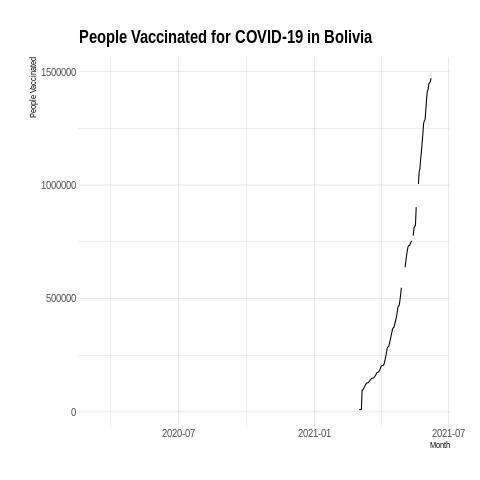 People Vaccinated for COVID-19 in Bolivia
People Vaccinated
1500000
1000000
500000
0
2020-07
2021-01
2021-07
Month